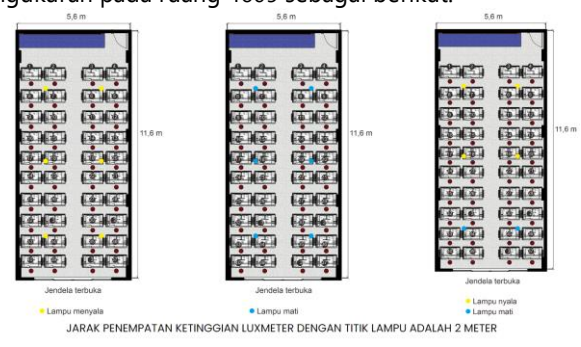 ngukuran pada ruang 4009 sebagai berikut:
5,6 m 5,6 m 5,6 m
11,6 m 11,6 m 11,6 m
Jendela terbuka Jendela terbuka Jendela terbuka
Lampu menyala Lampu mati Lampu nyala
Lampu mati
JARAK PENEMPATAN KETINGGIAN LUXMETER DENGAN TITIK LAMPU ADALAH 2 METER